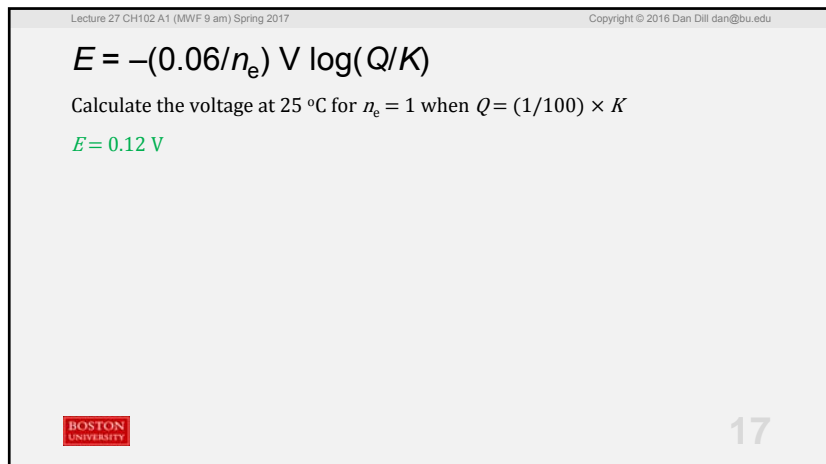 Lecture 27 CH102 A1 (MWF 9 am) Spring 2017 Copyright © 2016 Dan Dill dan@bu.edu
E = –(0.06/nₑ) V log(Q/K)
Calculate the voltage at 25 ºC for nₑ = 1 when Q = (1/100) × K
E = 0.12 V
BOSTON
UNIVERSITY
17